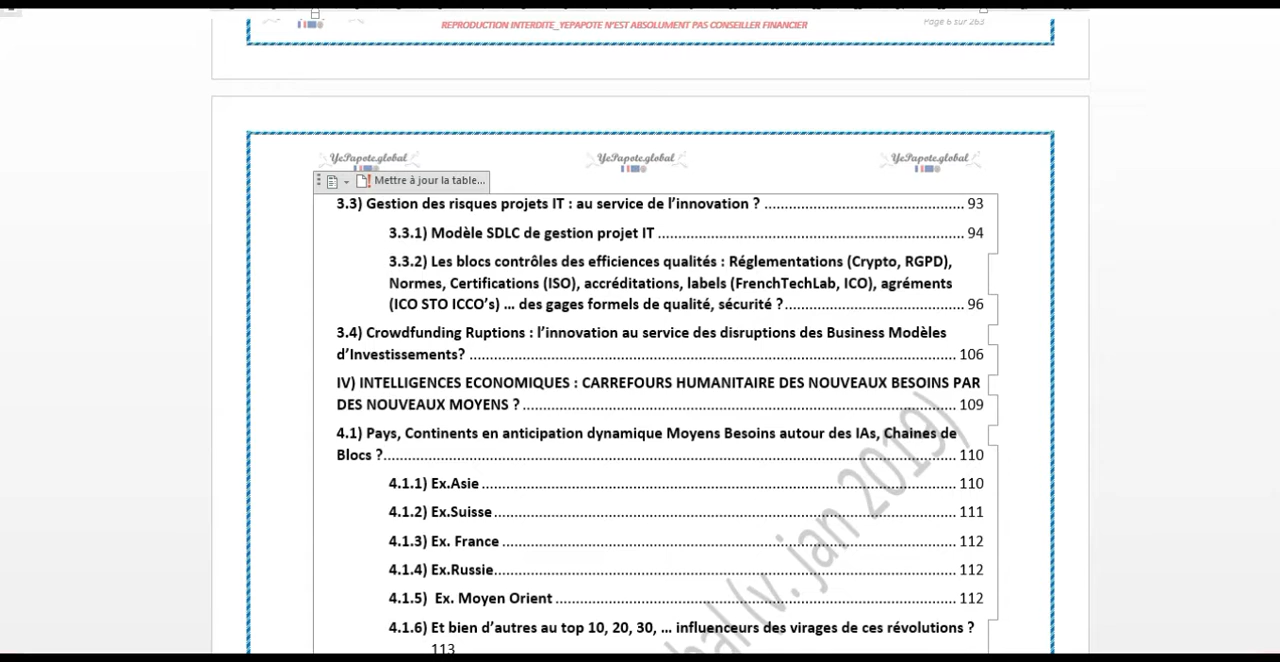 REPRODUCTION INTERDITE_YEPAPOTE N'EST ABSOLUMENT PAS CONSEILLER FINANCIER
Page 6 sur 263
YePapote.global YePapote.global YePapote.global
Mettre à jour la table...
3.3) Gestion des risques projets IT : au service de l'innovation ? 93
3.3.1) Modèle SDLC de gestion projet IT 94
3.3.2) Les blocs contrôles des efficiences qualités : Réglementations (Crypto, RGPD),
Normes, Certifications (ISO), accréditations, labels (FrenchTechLab, ICO), agréments
(ICO STO ICCO's) ... des gages formels de qualité, sécurité ? 96
3.4) Crowdfunding Ruptions : l'innovation au service des disruptions des Business Modèles
d'Investissements? 106
IV) INTELLIGENCES ECONOMIQUES : CARREFOURS HUMANITAIRE DES NOUVEAUX BESOINS PAR
DES NOUVEAUX MOYENS ? 109
4.1) Pays, Continents en anticipation dynamique Moyens Besoins autour des IAs, Chaines de
Blocs ? 110
4.1.1) Ex.Asie 110
4.1.2) Ex.Suisse 111
4.1.3) Ex. France 112
4.1.4) Ex.Russie 112
4.1.5) Ex. Moyen Orient 112
4.1.6) Et bien d'autres au top 10, 20, 30, ... influenceurs des virages de ces révolutions ?
113
(v. jan 2019)